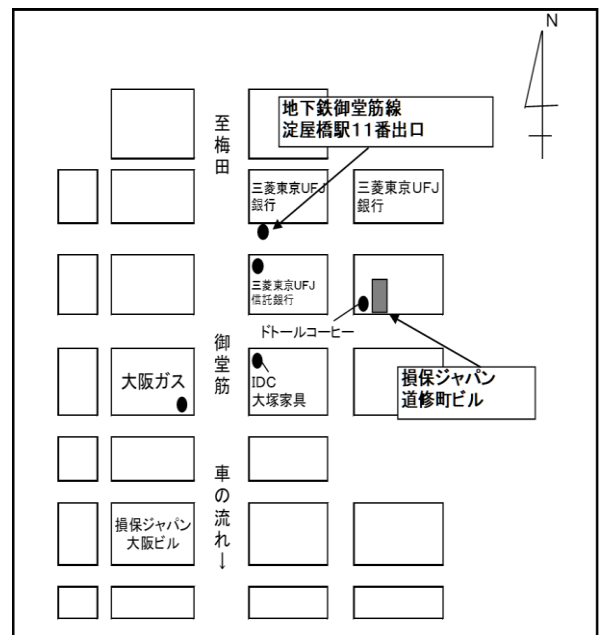 N
地下鉄御堂筋線
淀屋橋駅11番出口
至梅田
三菱東京UFJ
銀行
三菱東京UFJ
銀行
三菱東京UFJ
信託銀行
ドトールコーヒー
御堂筋
大阪ガス
IDC
大塚家具
損保ジャパン
道修町ビル
車の流れ↓
損保ジャパン
大阪ビル